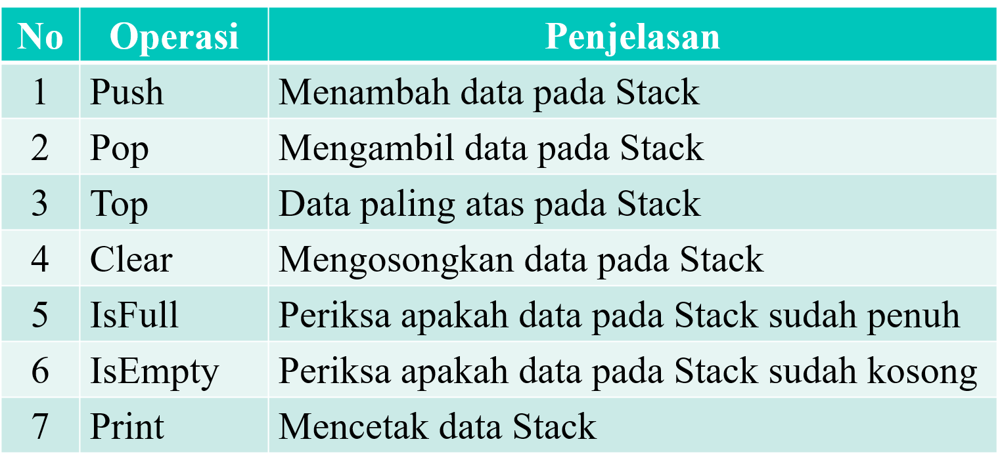 No Operasi Penjelasan
1 Push Menambah data pada Stack
2 Pop Mengambil data pada Stack
3 Top Data paling atas pada Stack
4 Clear Mengosongkan data pada Stack
5 IsFull Periksa apakah data pada Stack sudah penuh
6 IsEmpty Periksa apakah data pada Stack sudah kosong
7 Print Mencetak data Stack